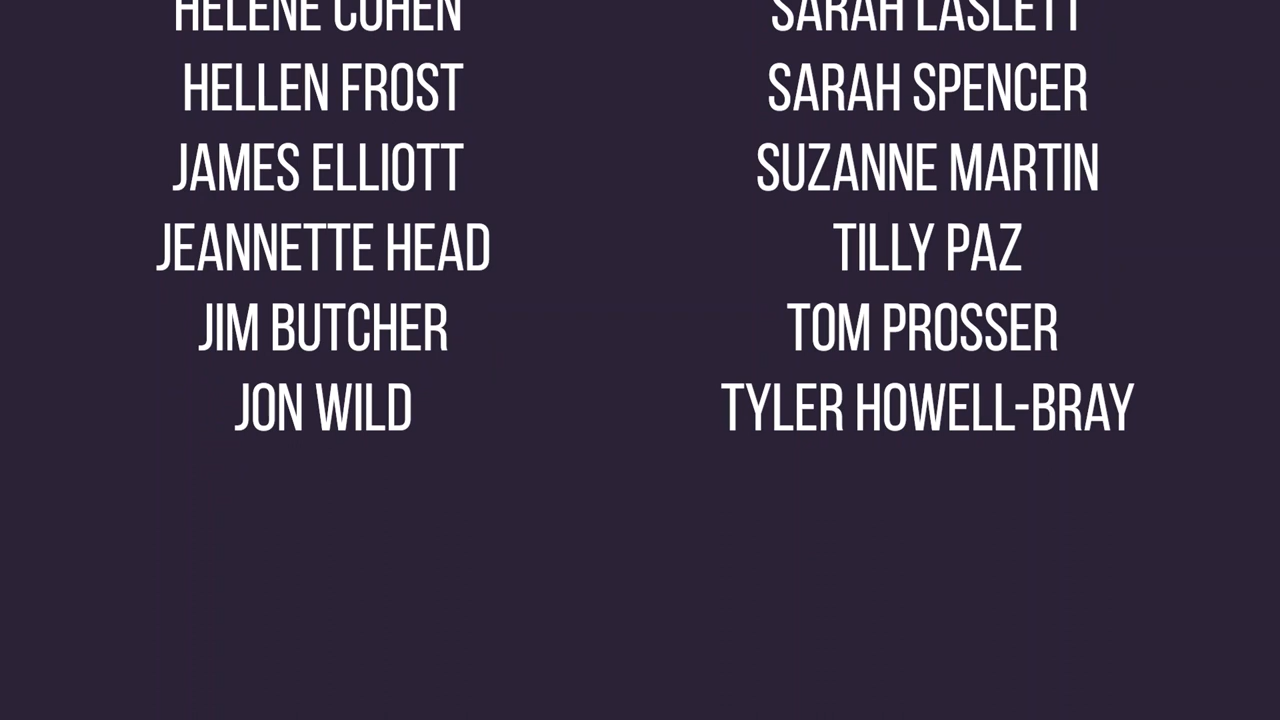 HELENE COHEN
HELLEN FROST
JAMES ELLIOTT
JEANNETTE HEAD
JIM BUTCHER
JON WILD
SARAH LASLETT
SARAH SPENCER
SUZANNE MARTIN
TILLY PAZ
TOM PROSSER
TYLER HOWELL-BRAY